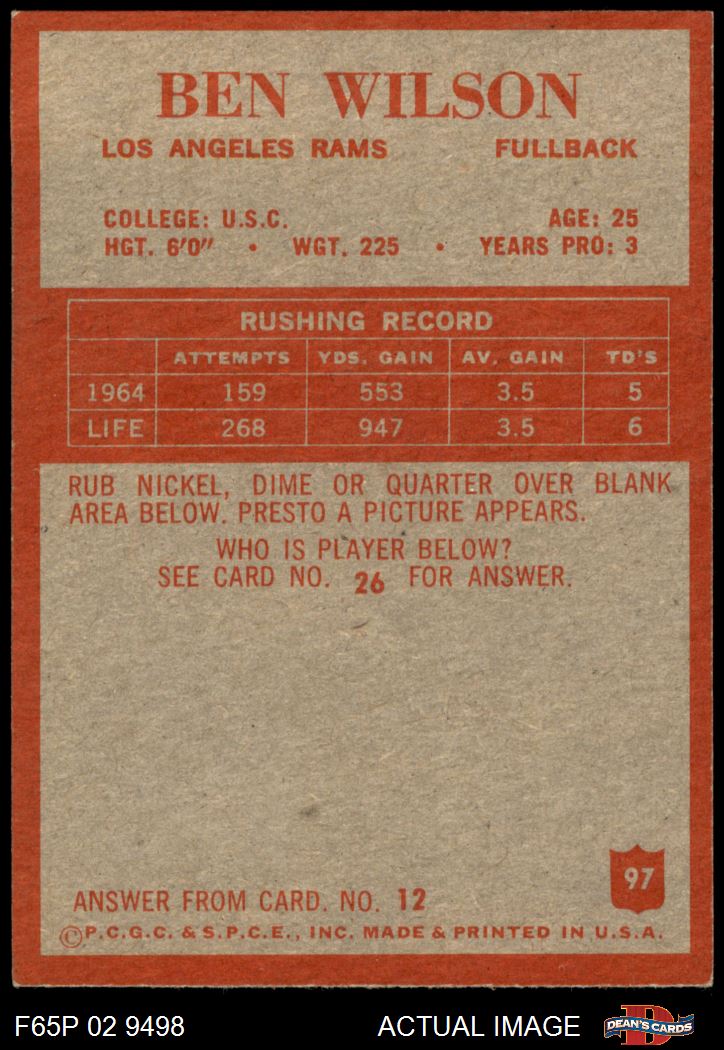 BEN WILSON
LOS ANGELES RAMS FULLBACK
COLLEGE: U.S.C. AGE: 25
HGT. 6'0" • WGT. 225 • YEARS PRO: 3
RUSHING RECORD
ATTEMPTS YDS. GAIN AV. GAIN TD'S
1964 159 553 3.5 5
LIFE 268 947 3.5 6
RUB NICKEL, DIME OR QUARTER OVER BLANK
AREA BELOW. PRESTO A PICTURE APPEARS.
WHO IS PLAYER BELOW?
SEE CARD NO. 26 FOR ANSWER.
97
ANSWER FROM CARD. NO. 12
©P.C.G.C. & S.P.C.E., INC. MADE & PRINTED IN U.S.A.
F65P 02 9498 ACTUAL IMAGE D DEAN'S CARDS